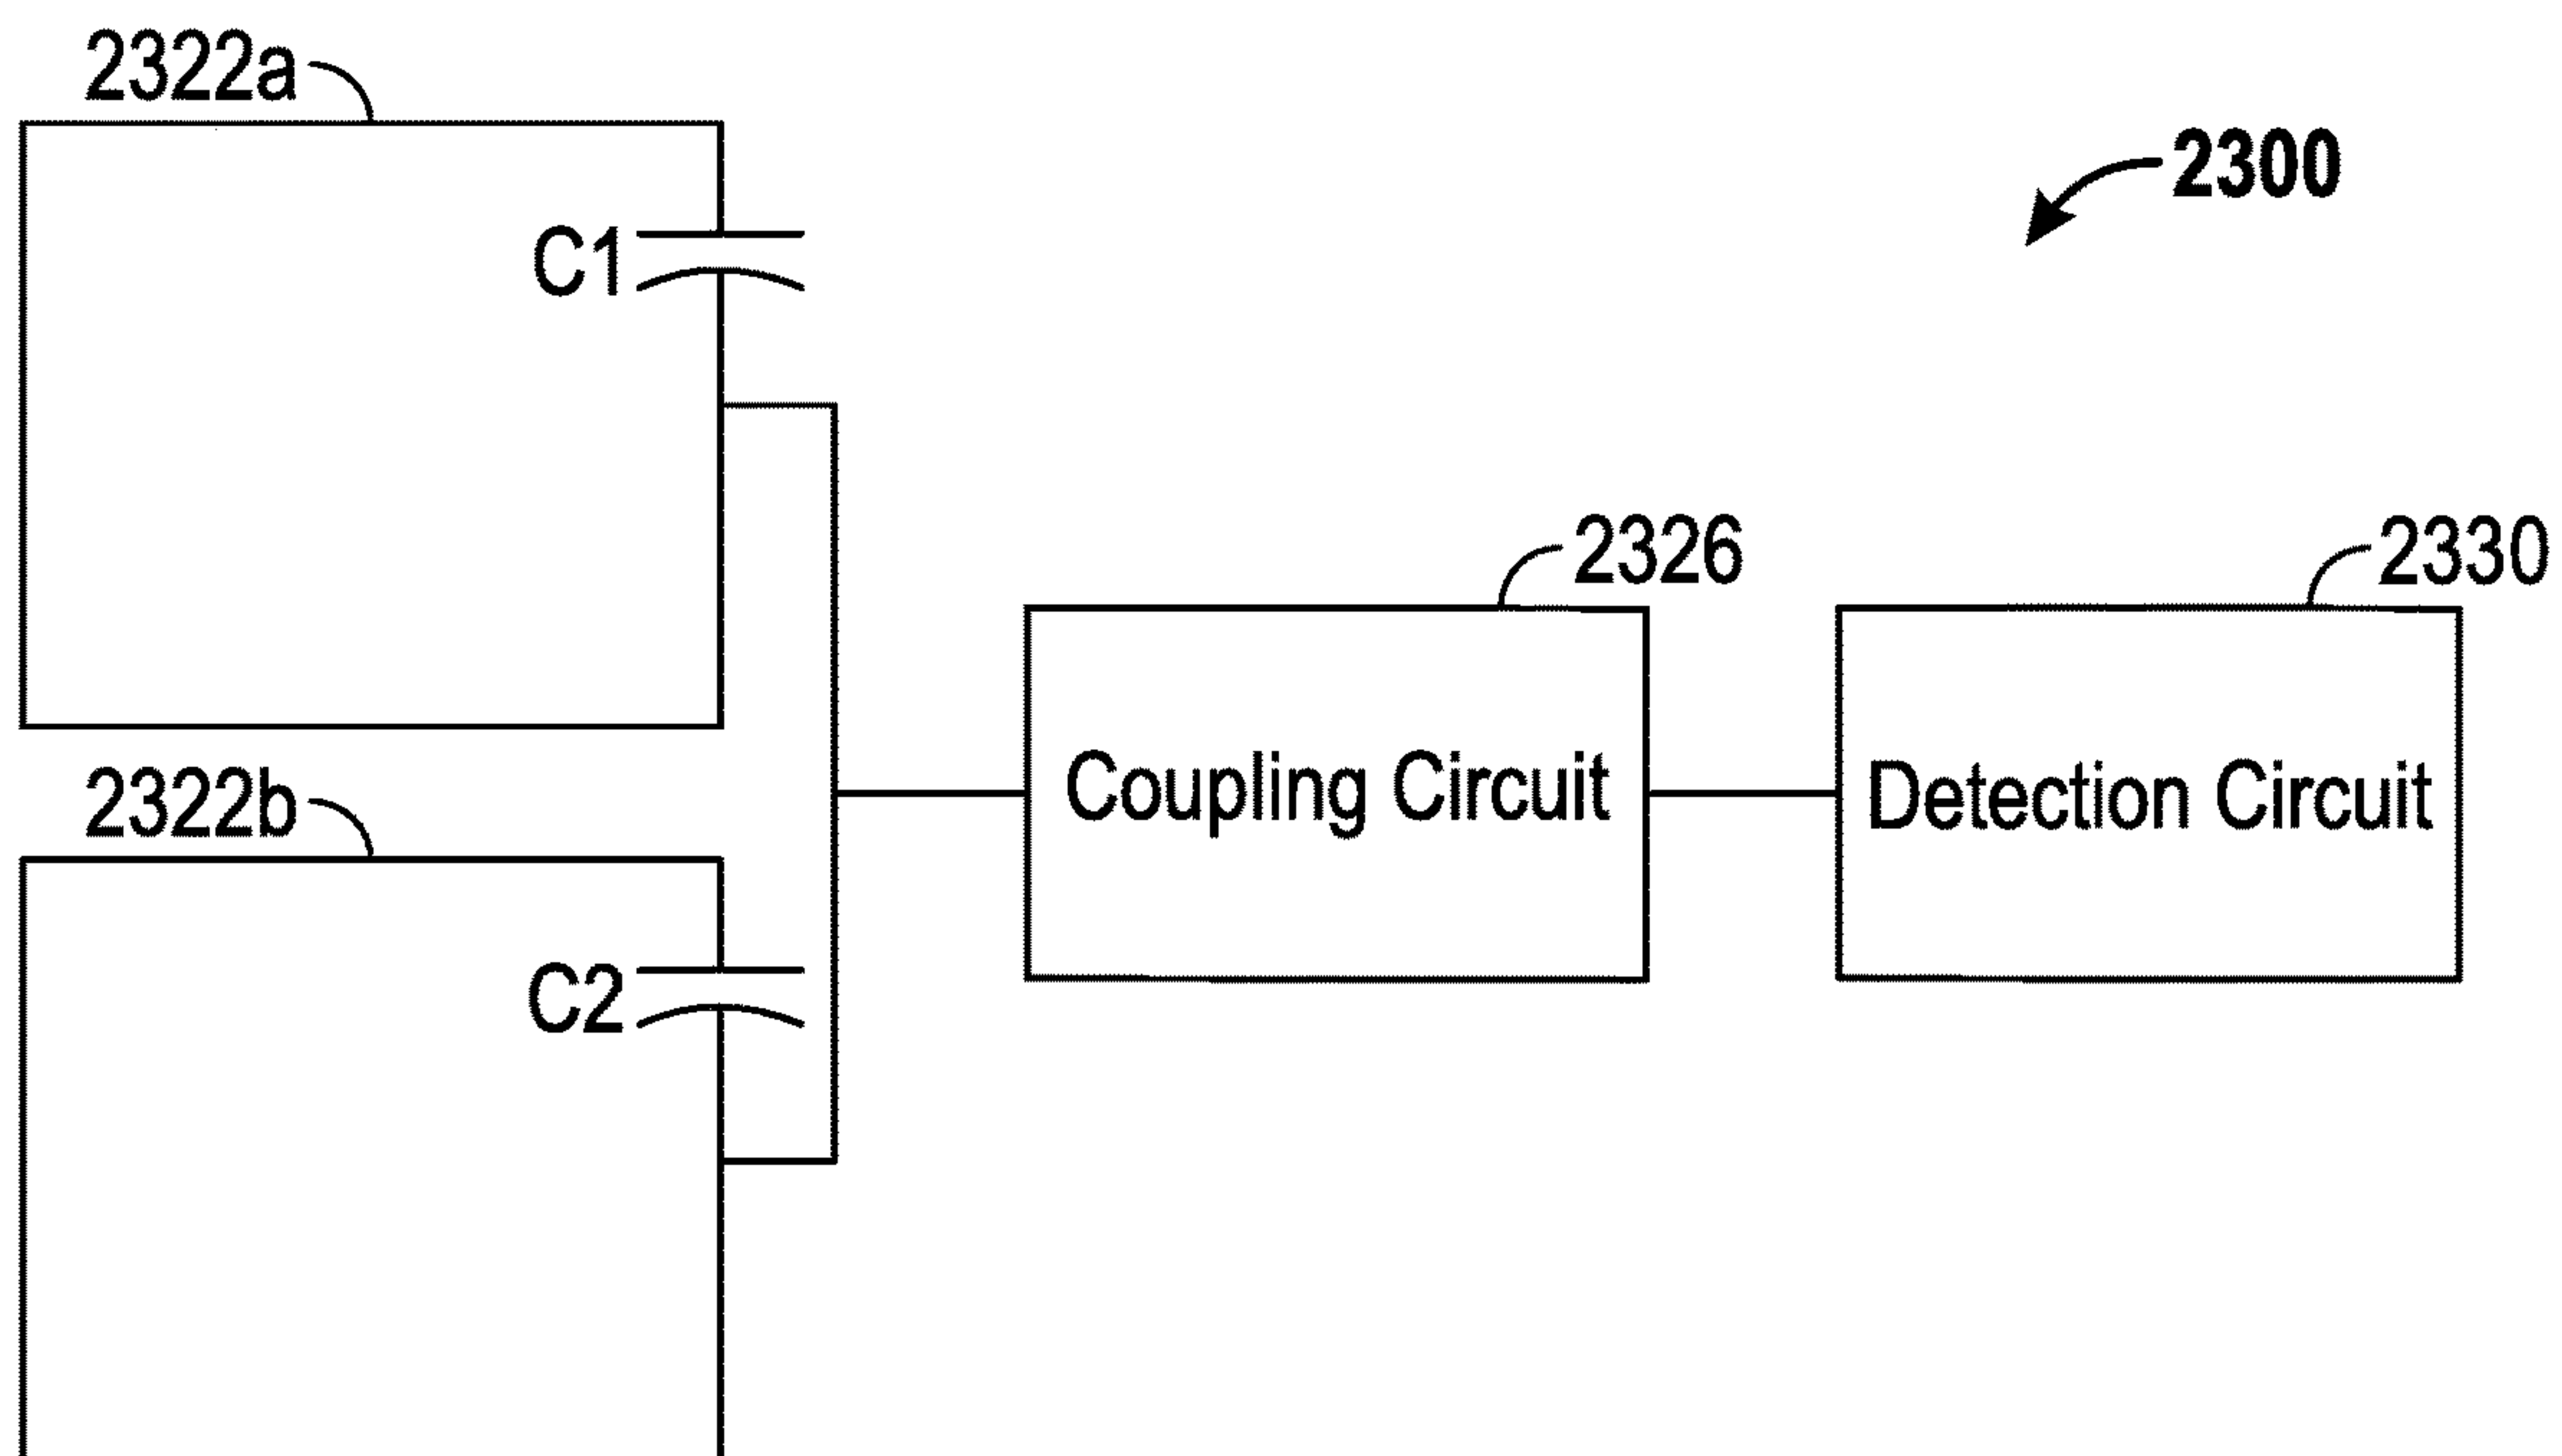 2322a
2300
C1
2326
2330
Coupling Circuit
Detection Circuit
2322b
C2